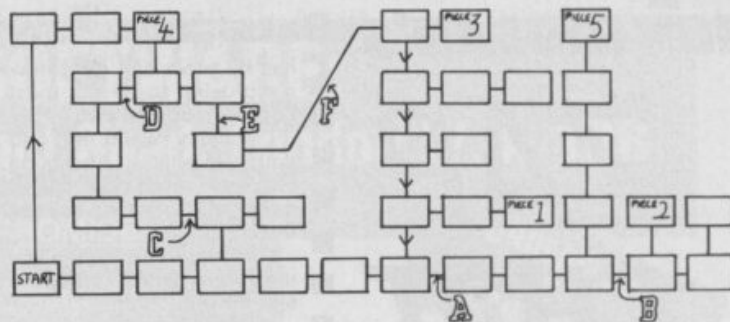 PIECE 4
PIECE 3
PIECE 5
D
E
F
PIECE 1
PIECE 2
C
START
A
B